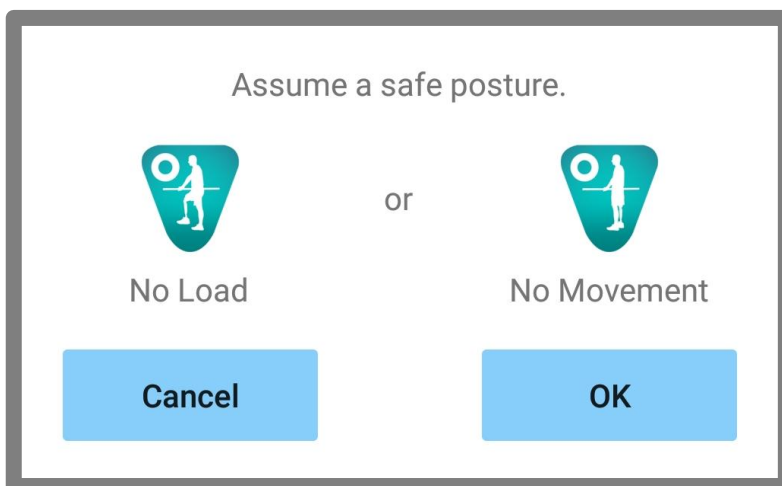 Assume a safe posture.
or
No Load
No Movement
Cancel
OK